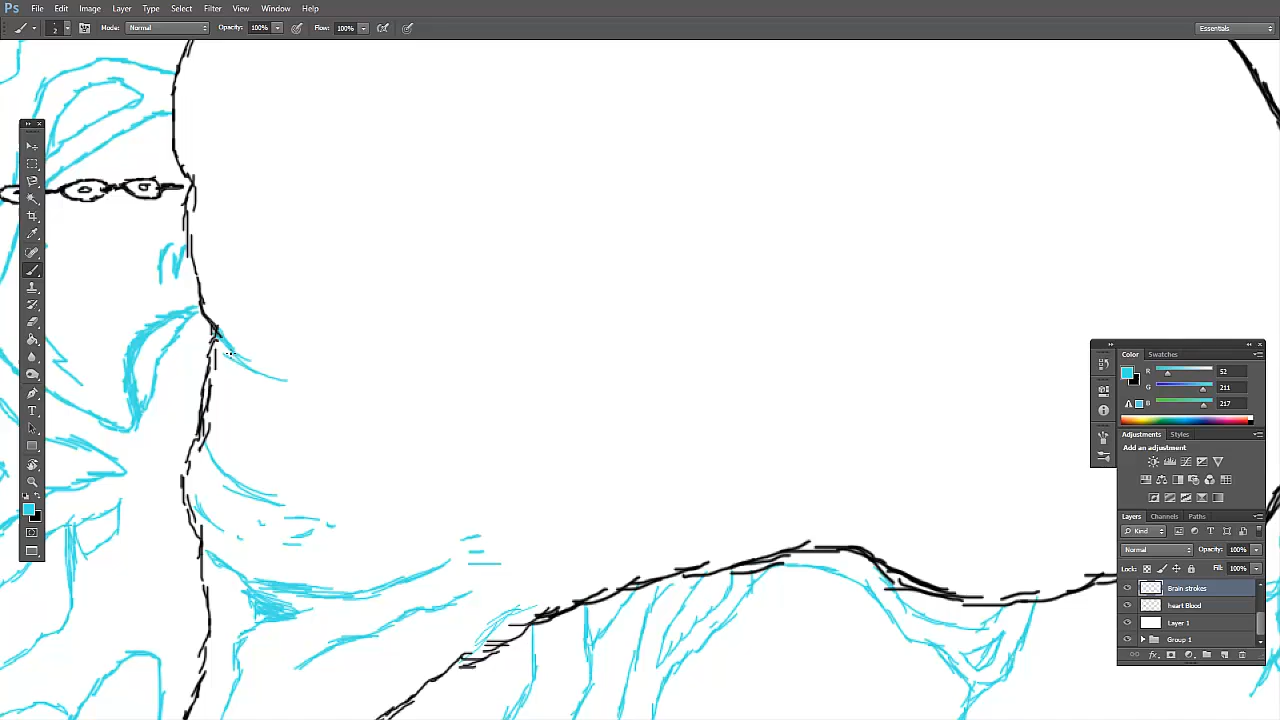 Ps File Edit Image Layer Type Select Filter View Window Help
2 Mode: Normal Opacity: 100% Flow: 100% Essentials
Color Swatches
R 52
G 211
B 217
Adjustments Styles
Add an adjustment
Layers Channels Paths
Kind
Normal Opacity: 100%
Lock: Fill: 100%
Brain strokes
heart Blood
Layer 1
Group 1